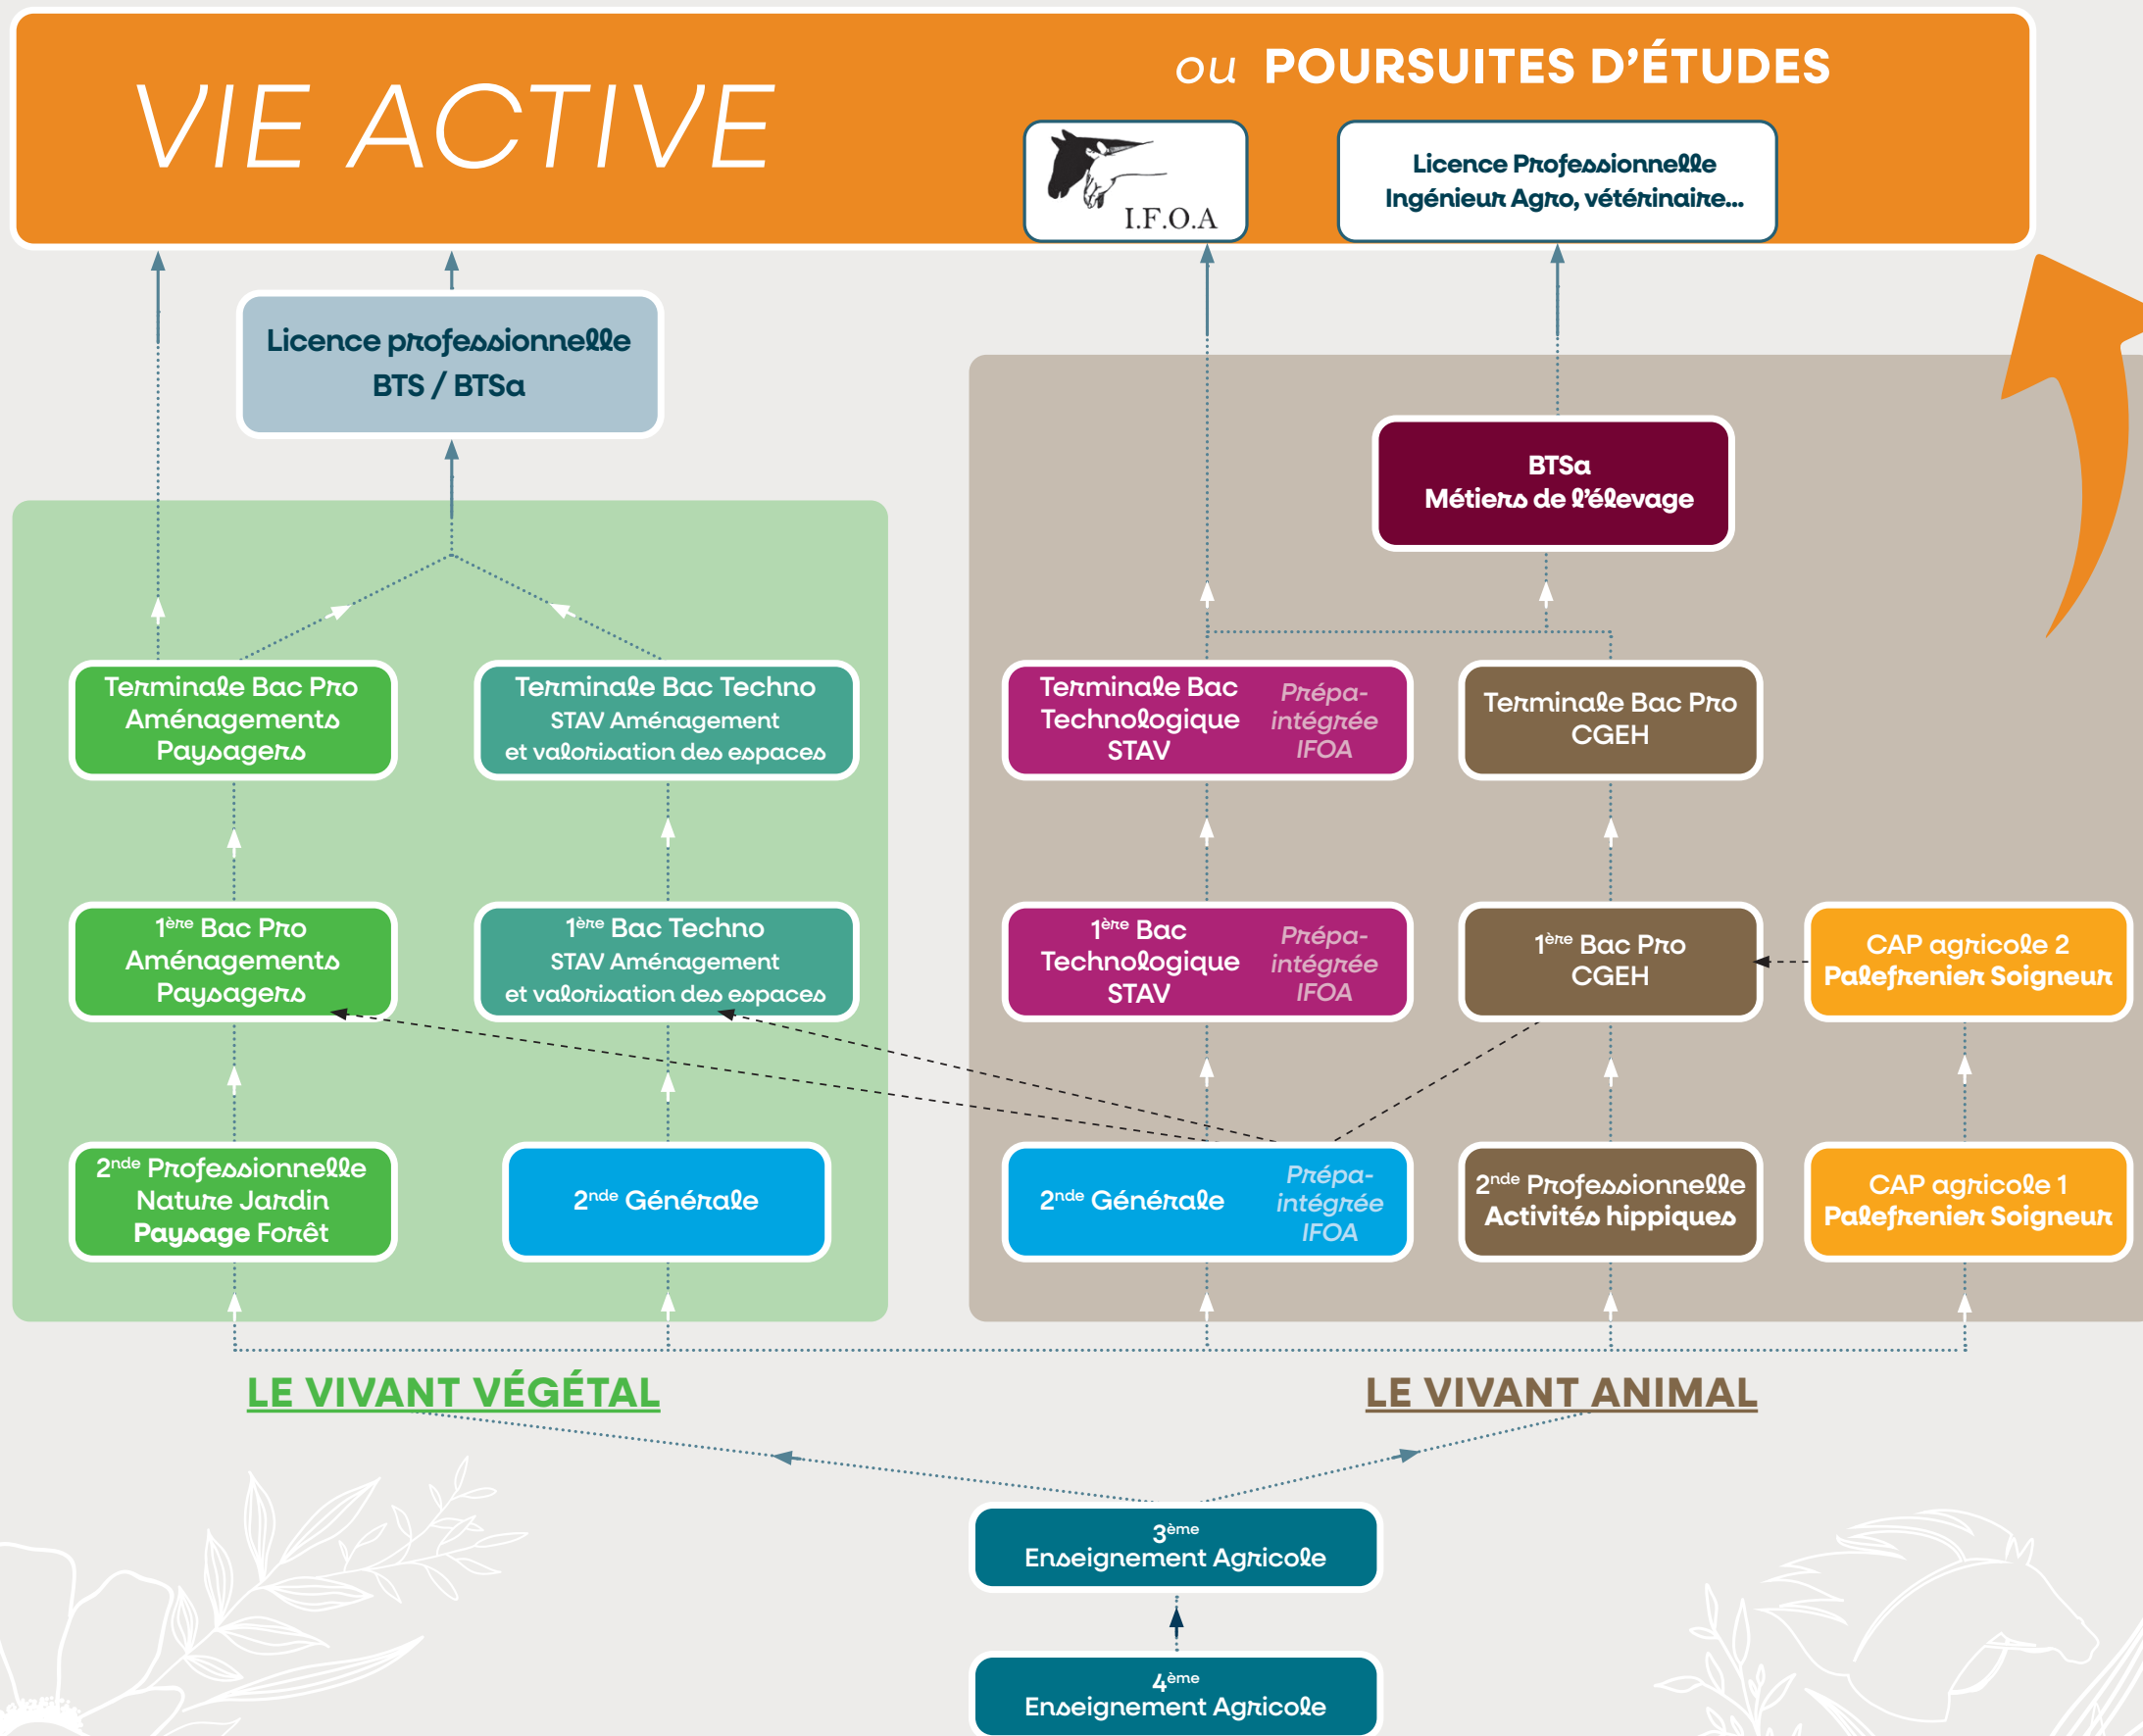 VIE ACTIVE
ou POURSUITES D'ÉTUDES
I.F.O.A
Licence Professionnelle
Ingénieur Agro, vétérinaire...
Licence professionnelle
BTS / BTSa
BTSa
Métiers de l'élevage
Terminale Bac Pro
Aménagements
Paysagers
Terminale Bac Techno
STAV Aménagement
et valorisation des espaces
Terminale Bac
Technologique
STAV
Prépa-
intégrée
IFOA
Terminale Bac Pro
CGEH
1ère Bac Pro
Aménagements
Paysagers
1ère Bac Techno
STAV Aménagement
et valorisation des espaces
1ère Bac
Technologique
STAV
Prépa-
intégrée
IFOA
1ère Bac Pro
CGEH
CAP agricole 2
Palefrenier Soigneur
2nde Professionnelle
Nature Jardin
Paysage Forêt
2nde Générale
2nde Générale
Prépa-
intégrée
IFOA
2nde Professionnelle
Activités hippiques
CAP agricole 1
Palefrenier Soigneur
LE VIVANT VÉGÉTAL
LE VIVANT ANIMAL
3ème
Enseignement Agricole
4ème
Enseignement Agricole